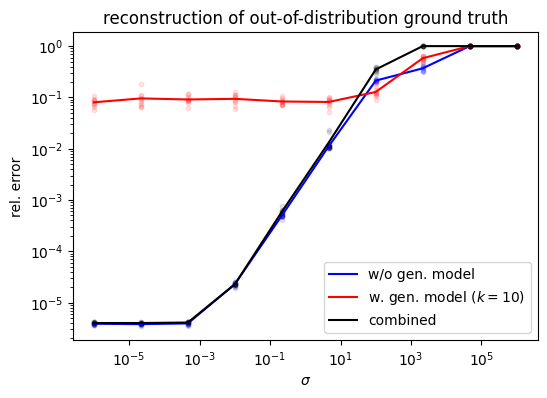 reconstruction of out-of-distribution ground truth
rel. error
10⁰
10⁻¹
10⁻²
10⁻³
10⁻⁴
10⁻⁵
w/o gen. model
w. gen. model (k = 10)
combined
10⁻⁵
10⁻³
10⁻¹
10¹
10³
10⁵
σ